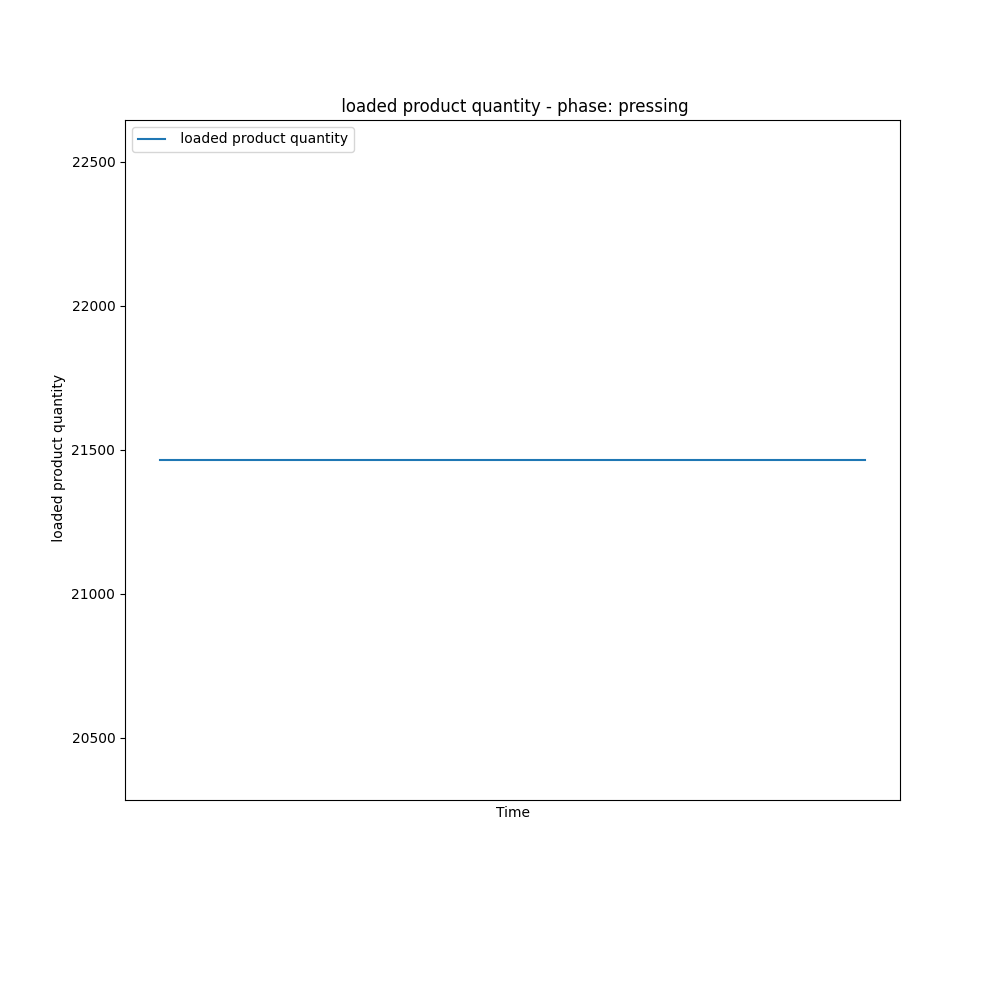 loaded product quantity - phase: pressing
loaded product quantity
22500
22000
21500
21000
20500
loaded product quantity
Time